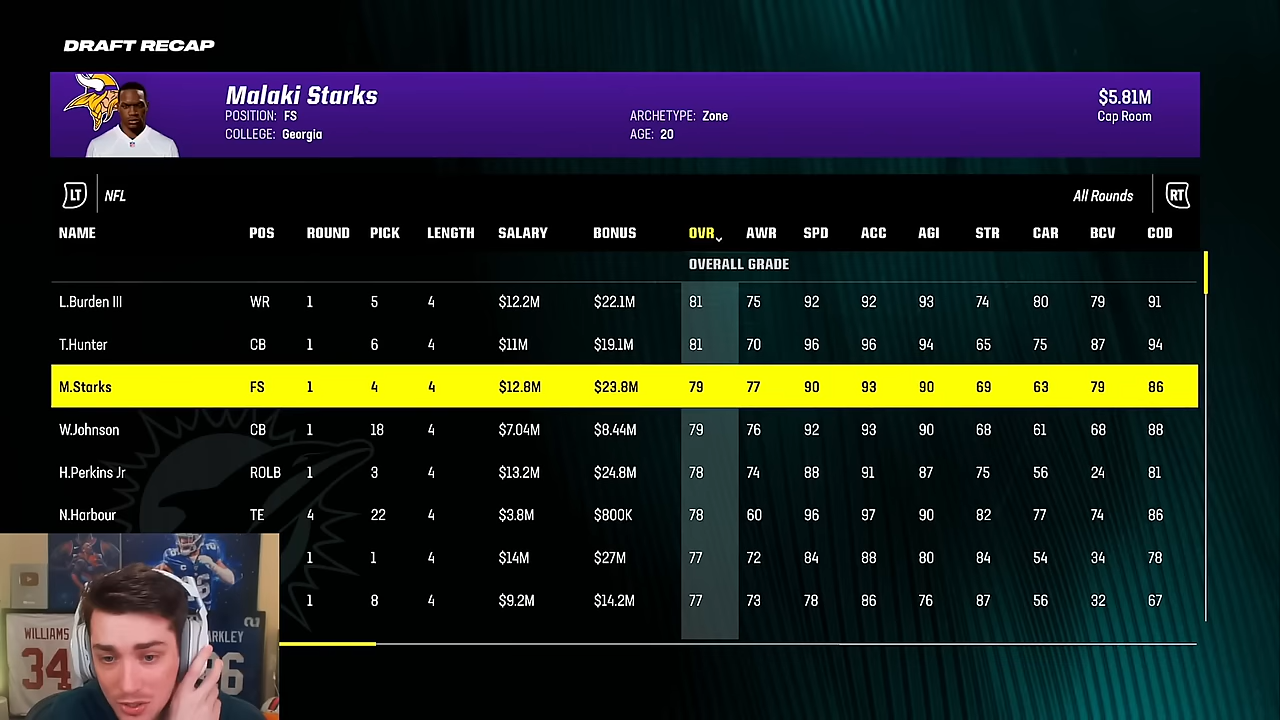 DRAFT RECAP
Malaki Starks
POSITION: FS
COLLEGE: Georgia
ARCHETYPE: Zone
AGE: 20
$5.81M
Cap Room
LT NFL
All Rounds RT
NAME POS ROUND PICK LENGTH SALARY BONUS OVR AWR SPD ACC AGI STR CAR BCV COD
OVERALL GRADE
L.Burden III WR 1 5 4 $12.2M $22.1M 81 75 92 92 93 74 80 79 91
T.Hunter CB 1 6 4 $11M $19.1M 81 70 96 96 94 65 75 87 94
M.Starks FS 1 4 4 $12.8M $23.8M 79 77 90 93 90 69 63 79 86
W.Johnson CB 1 18 4 $7.04M $8.44M 79 76 92 93 90 68 61 68 88
H.Perkins Jr ROLB 1 3 4 $13.2M $24.8M 78 74 88 91 87 75 56 24 81
N.Harbour TE 4 22 4 $3.8M $800K 78 60 96 97 90 82 77 74 86
1 1 4 $14M $27M 77 72 84 88 80 84 54 34 78
1 8 4 $9.2M $14.2M 77 73 78 86 76 87 56 32 67
WILLIAMS
34
ARKLEY
26